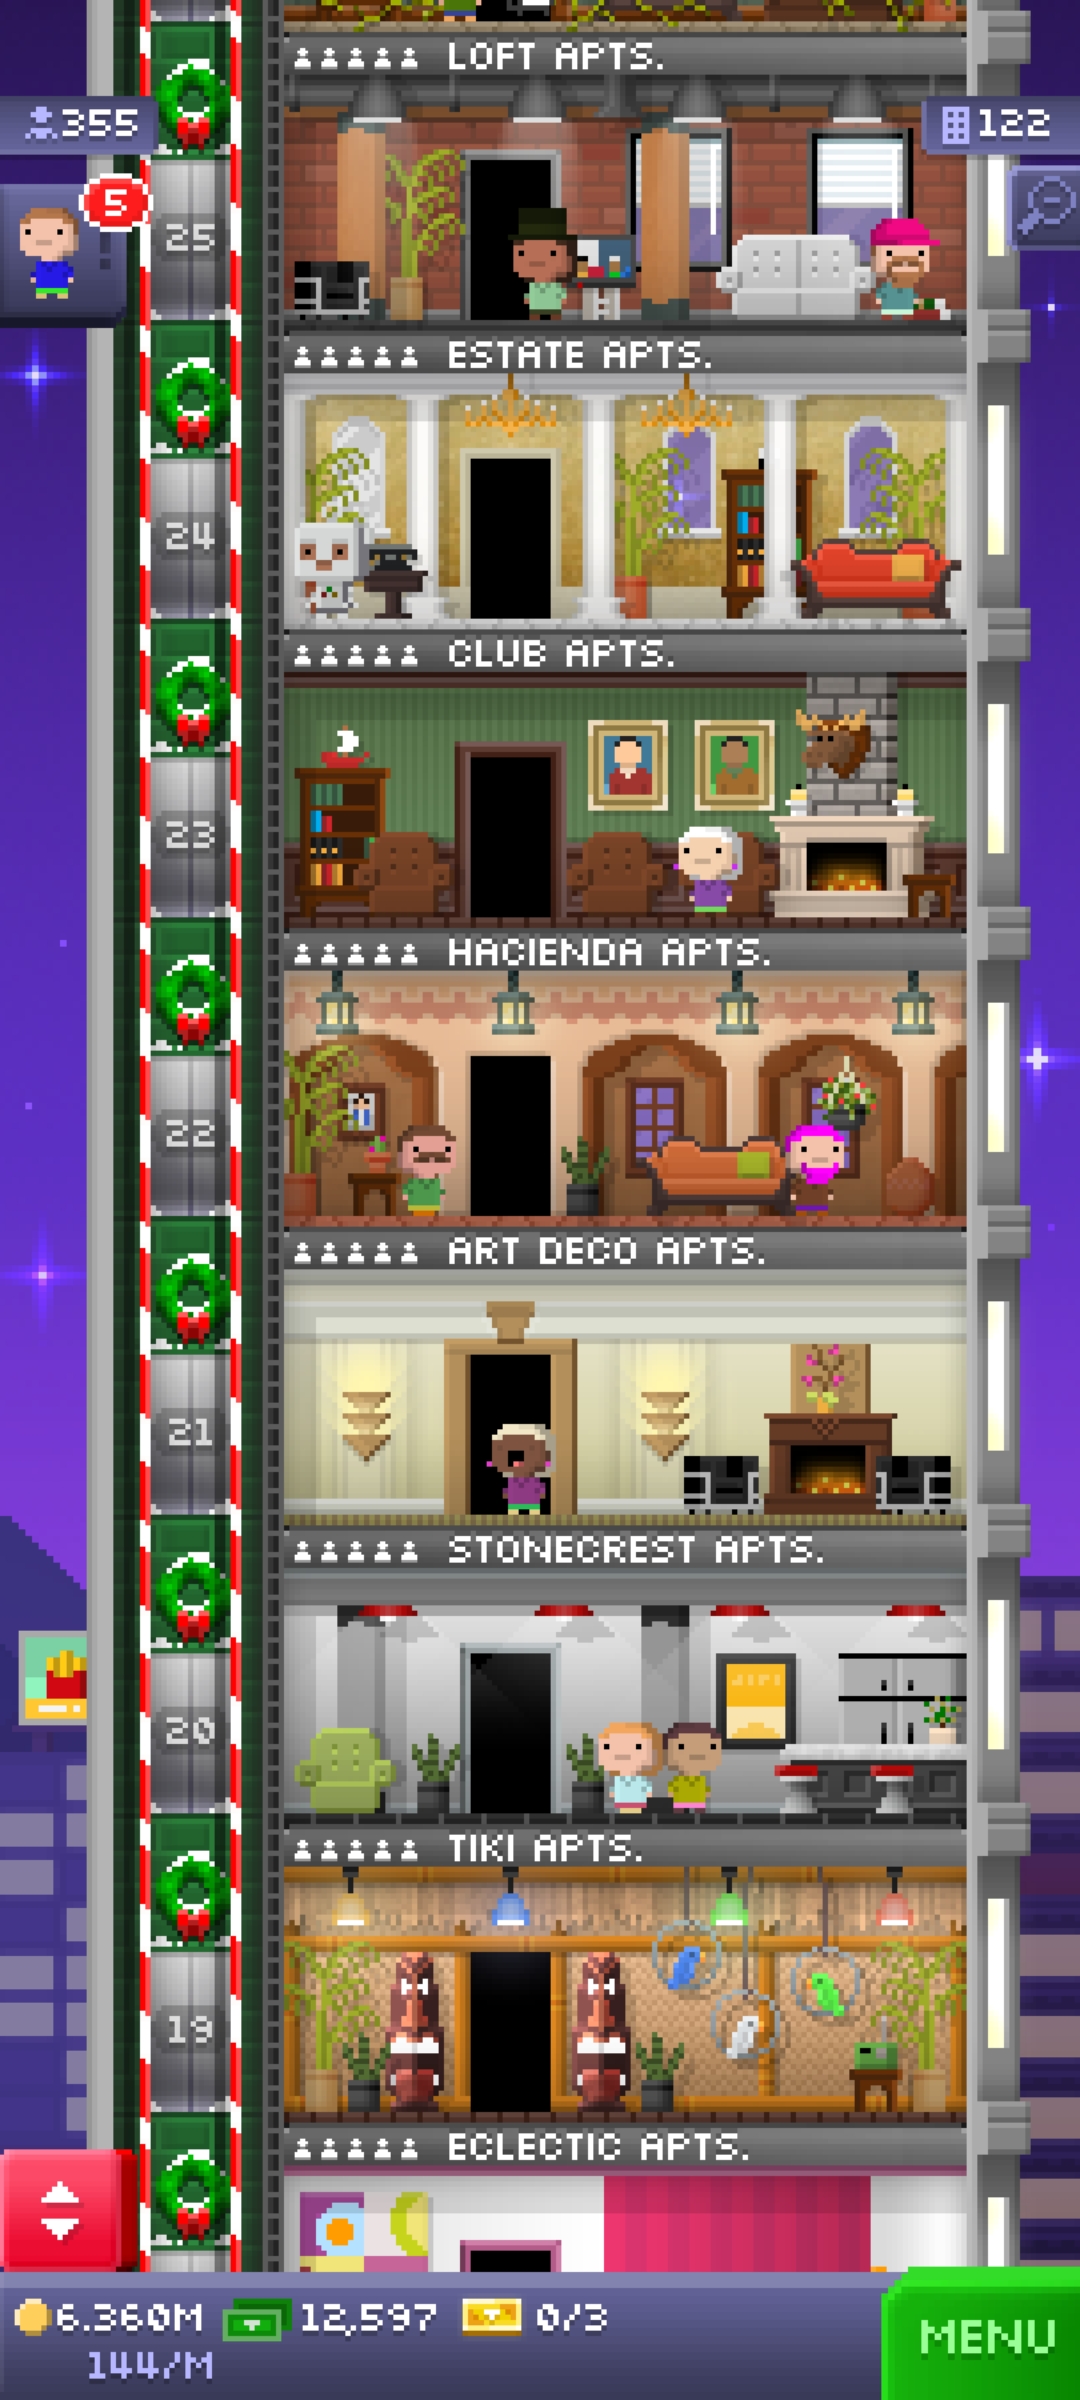 LOFT APTS.
355
122
5
25
ESTATE APTS.
24
CLUB APTS.
23
HACIENDA APTS.
22
ART DECO APTS.
21
STONECREST APTS.
20
TIKI APTS.
19
ECLECTIC APTS.
6.360M
12,597
0/3
MENU
144/M